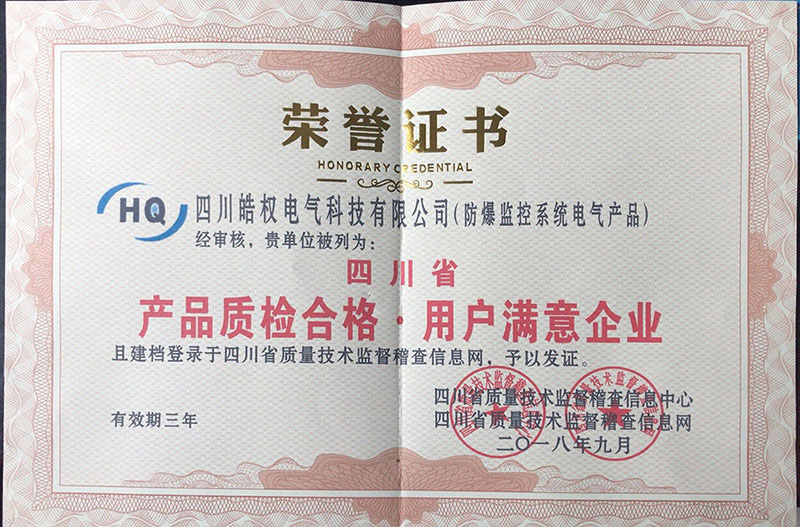 荣誉证书
HONORARY CREDENTIAL
HQ 四川皓权电气科技有限公司(防爆监控系统电气产品)
经审核，贵单位被列为：
四川省
产品质检合格·用户满意企业
且建档登录于四川省质量技术监督稽查信息网，予以发证。
四川省质量技术监督稽查信息中心
有效期三年
四川省质量技术监督稽查信息网
二〇一八年九月